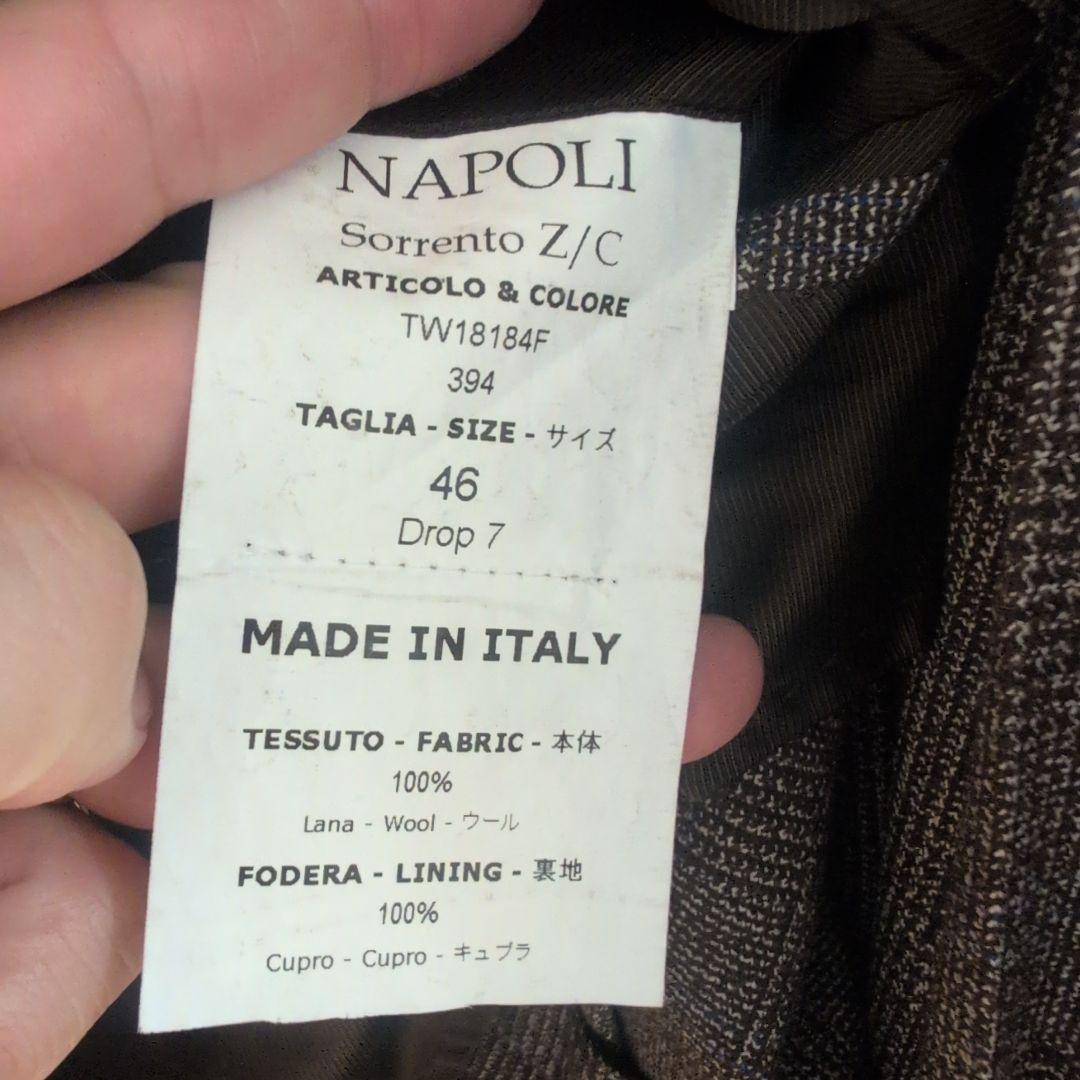 NAPOLI
Sorrento Z/C
ARTICOLO & COLORE
TW18184F
394
TAGLIA - SIZE - サイズ
46
Drop 7
MADE IN ITALY
TESSUTO - FABRIC - 本体
100%
Lana - Wool - ウール
FODERA - LINING - 裏地
100%
Cupro - Cupro - キュプラ